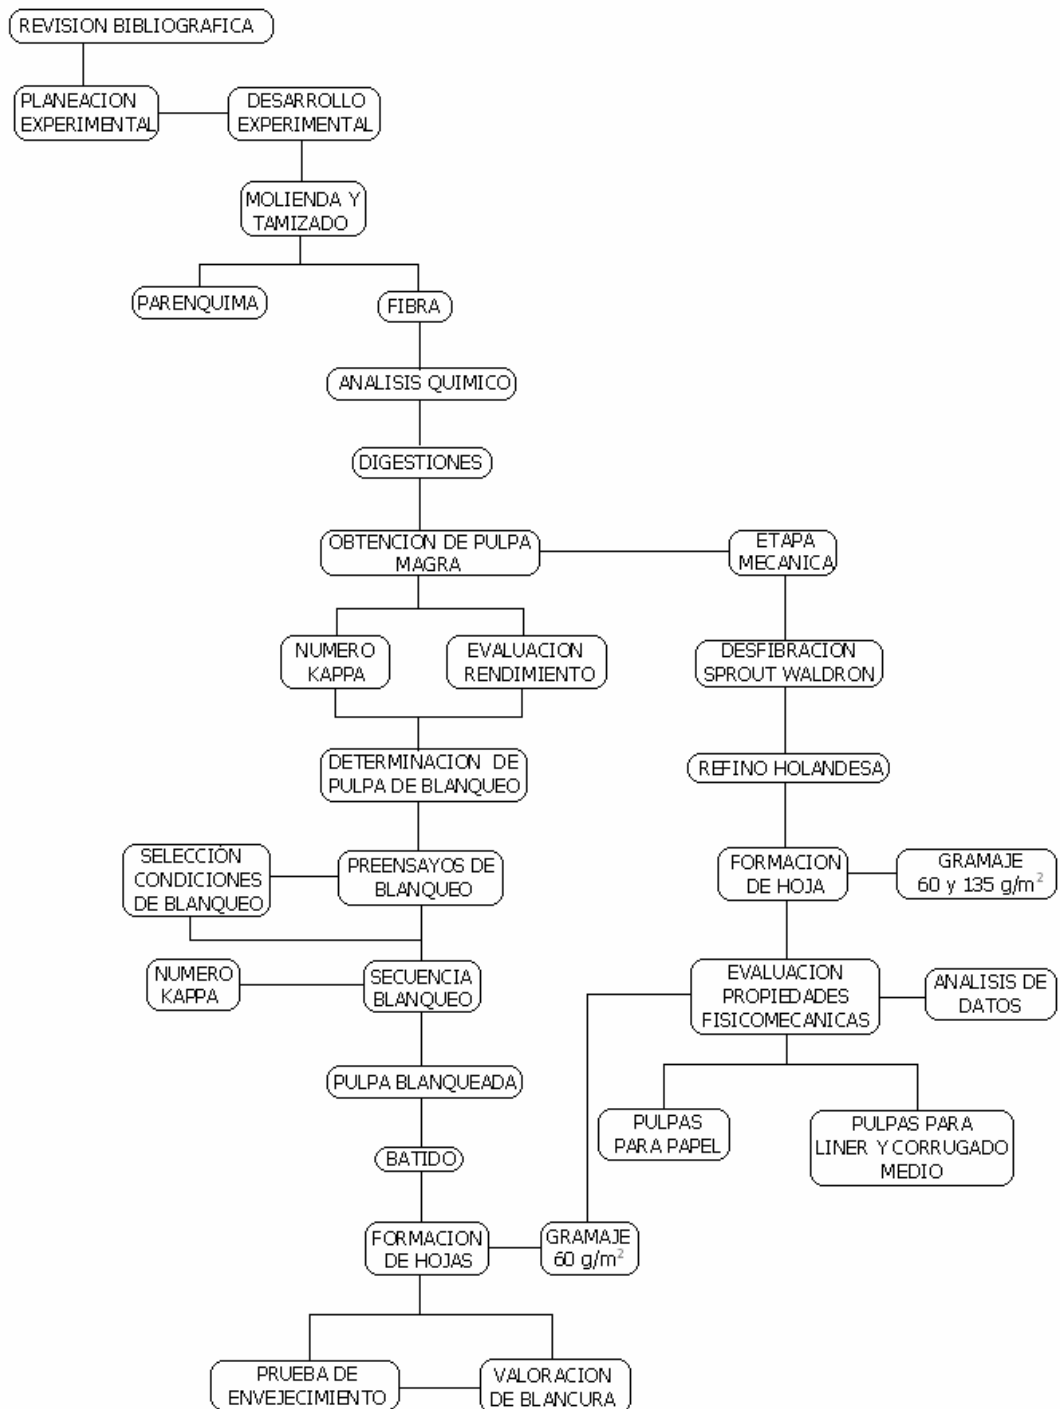 REVISION BIBLIOGRAFICA
PLANEACION
EXPERIMENTAL
DESARROLLO
EXPERIMENTAL
MOLIENDA Y
TAMIZADO
PARENQUIMA
FIBRA
ANALISIS QUIMICO
DIGESTIONES
OBTENCION DE PULPA
MAGRA
ETAPA
MECANICA
NUMERO
KAPPA
EVALUACION
RENDIMIENTO
DESFIBRACION
SPROUT WALDRON
DETERMINACION DE
PULPA DE BLANQUEO
REFINO HOLANDESA
SELECCIÓN
CONDICIONES
DE BLANQUEO
PREENSAYOS DE
BLANQUEO
FORMACION
DE HOJA
GRAMAJE
60 y 135 g/m²
NUMERO
KAPPA
SECUENCIA
BLANQUEO
EVALUACION
PROPIEDADES
FISICOMECANICAS
ANALISIS DE
DATOS
PULPA BLANQUEADA
PULPAS
PARA PAPEL
PULPAS PARA
LINER Y CORRUGADO
MEDIO
BATIDO
FORMACION
DE HOJAS
GRAMAJE
60 g/m²
PRUEBA DE
ENVEJECIMIENTO
VALORACION
DE BLANCURA